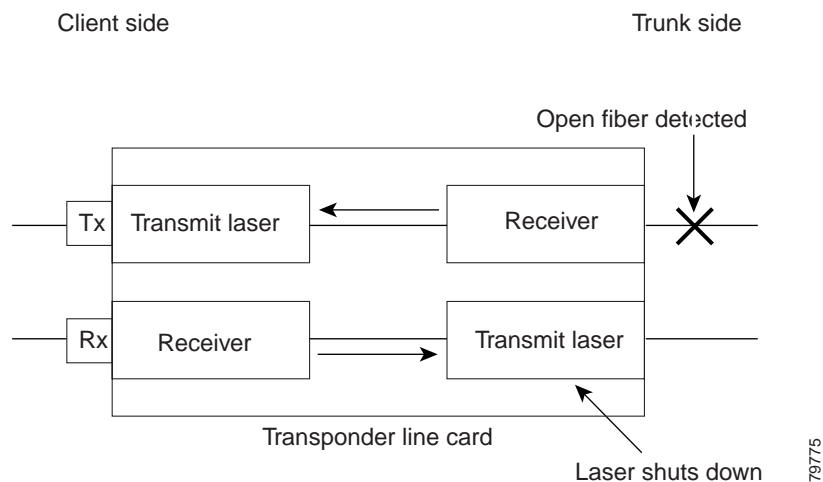 Client side
Trunk side
Open fiber detected
Tx
Transmit laser
Receiver
Rx
Receiver
Transmit laser
Transponder line card
Laser shuts down
79775